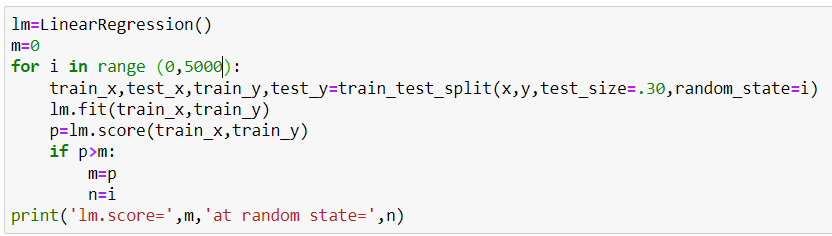 lm=LinearRegression()
m=0
for i in range (0,5000):
    train_x,test_x,train_y,test_y=train_test_split(x,y,test_size=.30,random_state=i)
    lm.fit(train_x,train_y)
    p=lm.score(train_x,train_y)
    if p>m:
        m=p
        n=i
print('lm.score=',m,'at random state=',n)